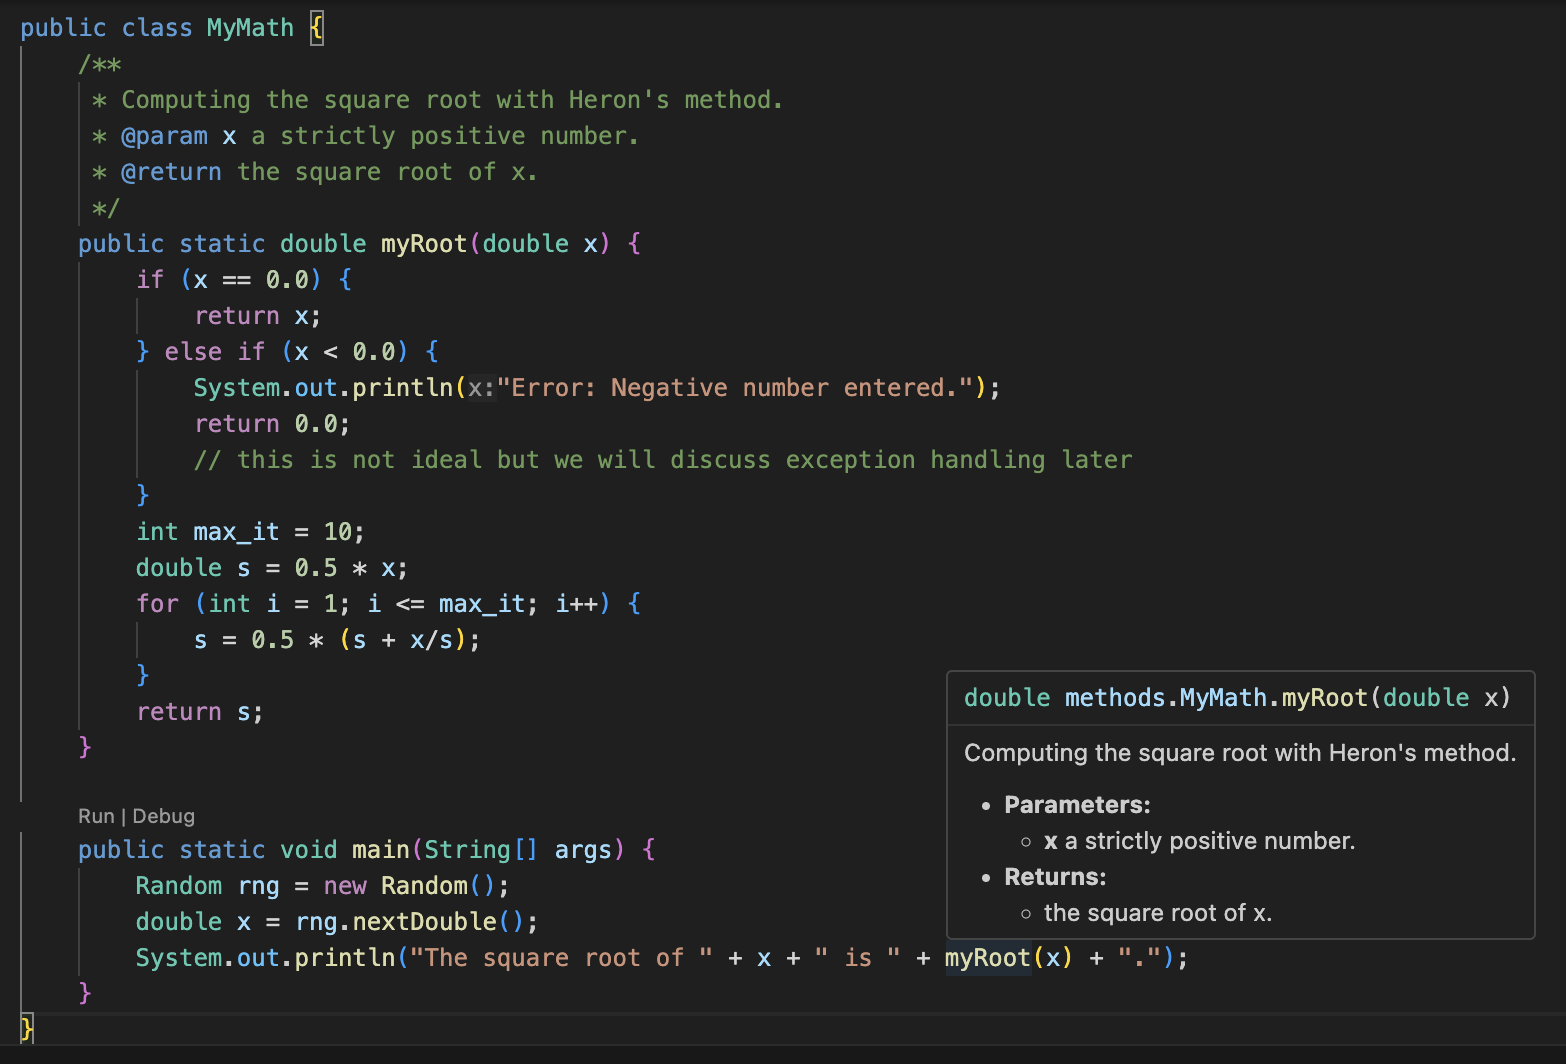 public class MyMath {
/**
* Computing the square root with Heron's method.
* @param x a strictly positive number.
* @return the square root of x.
*/
public static double myRoot(double x) {
if (x == 0.0) {
return x;
} else if (x < 0.0) {
System.out.println(x:"Error: Negative number entered.");
return 0.0;
// this is not ideal but we will discuss exception handling later
}
int max_it = 10;
double s = 0.5 * x;
for (int i = 1; i <= max_it; i++) {
s = 0.5 * (s + x/s);
}
return s;
}
Run | Debug
public static void main(String[] args) {
Random rng = new Random();
double x = rng.nextDouble();
System.out.println("The square root of " + x + " is " + myRoot(x) + ".");
}
}
double methods.MyMath.myRoot(double x)
Computing the square root with Heron's method.
• Parameters:
◦ x a strictly positive number.
• Returns:
◦ the square root of x.